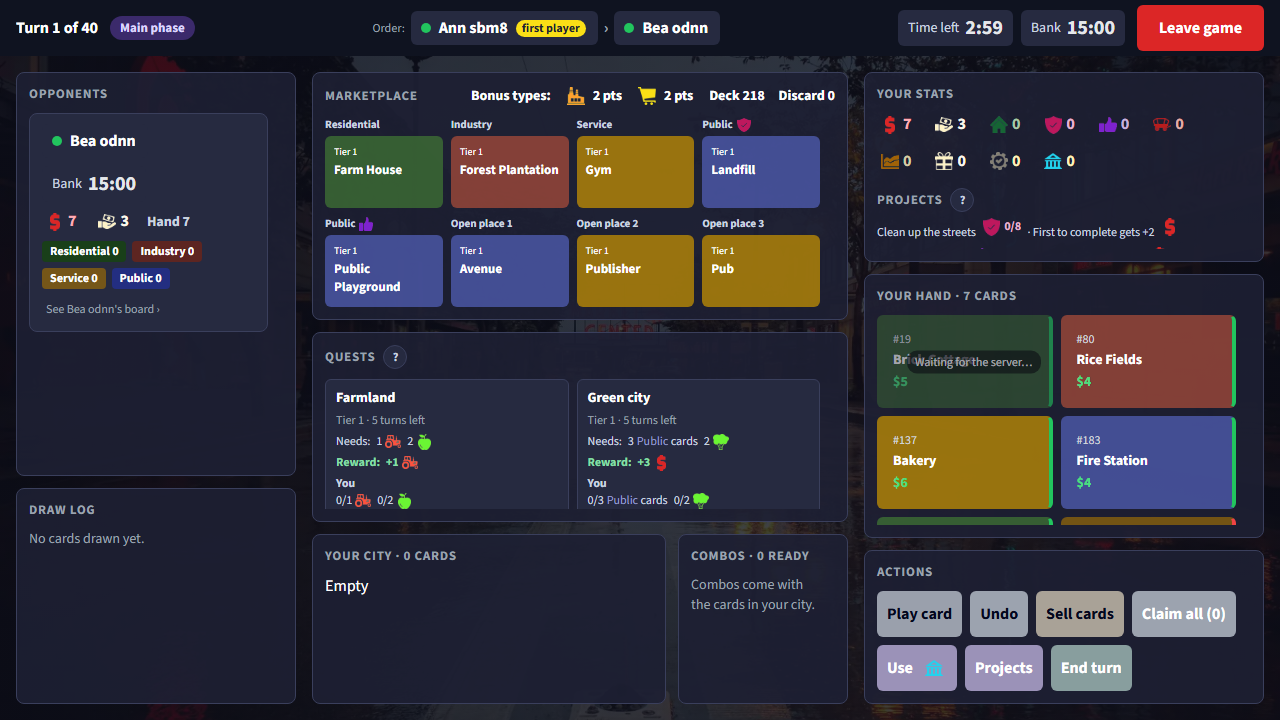 Turn 1 of 40 Main phase Order: Ann sbm8 first player › Bea odnn Time left 2:59 Bank 15:00 Leave game
OPPONENTS
Bea odnn
Bank 15:00
7 3 Hand 7
Residential 0 Industry 0
Service 0 Public 0
See Bea odnn's board ›
DRAW LOG
No cards drawn yet.
MARKETPLACE Bonus types: 2 pts 2 pts Deck 218 Discard 0
Residential Industry Service Public
Tier 1 Tier 1 Tier 1 Tier 1
Farm House Forest Plantation Gym Landfill
Public Open place 1 Open place 2 Open place 3
Tier 1 Tier 1 Tier 1 Tier 1
Public Avenue Publisher Pub
Playground
QUESTS ?
Farmland Green city
Tier 1 · 5 turns left Tier 1 · 5 turns left
Needs: 1 2 Needs: 3 Public cards 2
Reward: +1 Reward: +3
You You
0/1 0/2 0/3 Public cards 0/2
YOUR CITY · 0 CARDS
Empty
COMBOS · 0 READY
Combos come with
the cards in your city.
YOUR STATS
7 3 0 0 0 0
0 0 0 0
PROJECTS ?
Clean up the streets 0/8 · First to complete gets +2
YOUR HAND · 7 CARDS
#19 #80
Waiting for the server… Rice Fields
$5 $4
#137 #183
Bakery Fire Station
$6 $4
ACTIONS
Play card Undo Sell cards Claim all (0)
Use Projects End turn